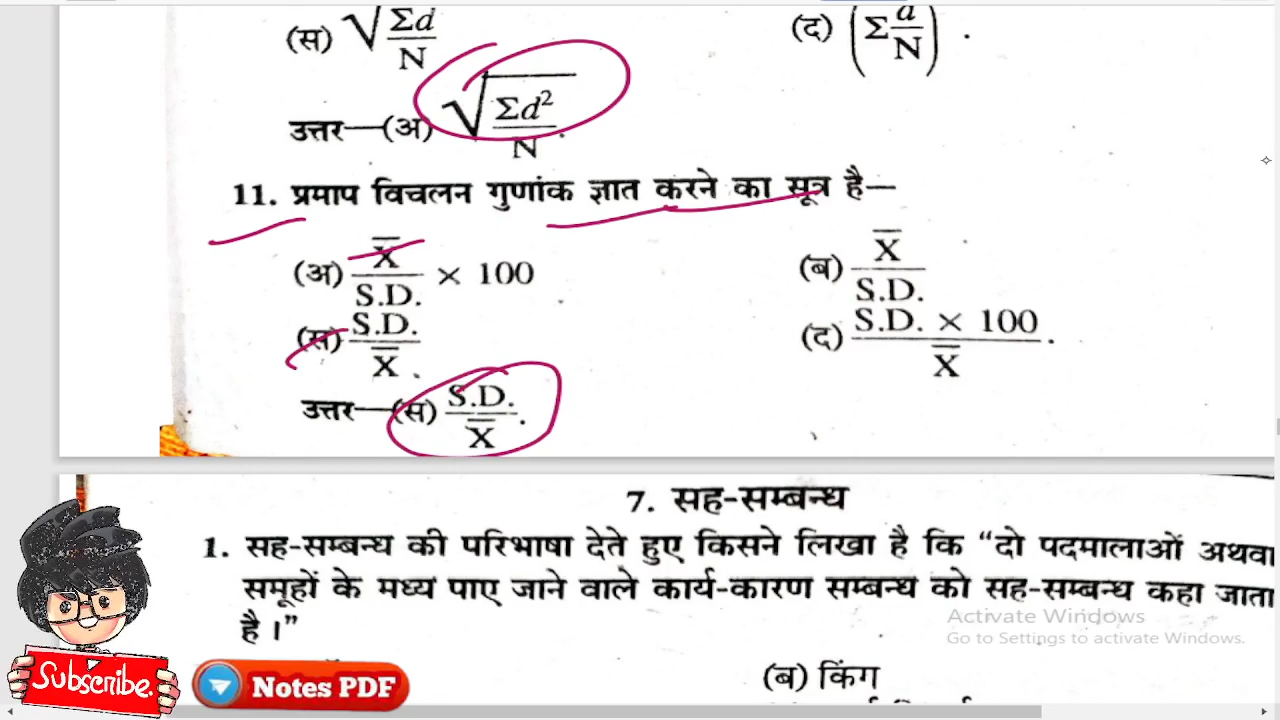 (स) √Σd/N (द) (Σd/N) .
उत्तर—(अ) √Σd²/N.
11. प्रमाप विचलन गुणांक ज्ञात करने का सूत्र है—
(अ) X̅/S.D. × 100 (ब) X̅/S.D.
(स) S.D./X̅ . (द) S.D. × 100/X̅ .
उत्तर—(स) S.D./X̅ .
7. सह-सम्बन्ध
1. सह-सम्बन्ध की परिभाषा देते हुए किसने लिखा है कि “दो पदमालाओं अथवा
समूहों के मध्य पाए जाने वाले कार्य-कारण सम्बन्ध को सह-सम्बन्ध कहा जाता
है।”
(ब) किंग
Activate Windows
Go to Settings to activate Windows.
Subscribe.
Notes PDF